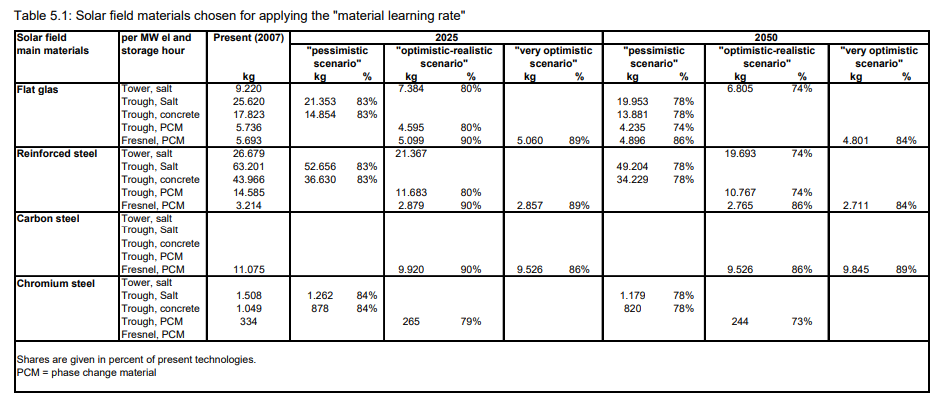 Table 5.1: Solar field materials chosen for applying the "material learning rate"
Solar field per MW el and Present (2007) 2025 2050
main materials storage hour "pessimistic "optimistic-realistic "very optimistic "pessimistic "optimistic-realistic "very optimistic
scenario" scenario" scenario" scenario" scenario" scenario"
kg kg % kg % kg % kg % kg % kg %
Flat glas Tower, salt 9.220 7.384 80% 6.805 74%
Trough, Salt 25.620 21.353 83% 19.953 78%
Trough, concrete 17.823 14.854 83% 13.881 78%
Trough, PCM 5.736 4.595 80% 4.235 74%
Fresnel, PCM 5.693 5.099 90% 5.060 89% 4.896 86% 4.801 84%
Reinforced steel Tower, salt 26.679 21.367 19.693 74%
Trough, Salt 63.201 52.656 83% 49.204 78%
Trough, concrete 43.966 36.630 83% 34.229 78%
Trough, PCM 14.585 11.683 80% 10.767 74%
Fresnel, PCM 3.214 2.879 90% 2.857 89% 2.765 86% 2.711 84%
Carbon steel Tower, salt
Trough, Salt
Trough, concrete
Trough, PCM
Fresnel, PCM 11.075 9.920 90% 9.526 86% 9.526 86% 9.845 89%
Chromium steel Tower, salt
Trough, Salt 1.508 1.262 84% 1.179 78%
Trough, concrete 1.049 878 84% 820 78%
Trough, PCM 334 265 79% 244 73%
Fresnel, PCM
Shares are given in percent of present technologies.
PCM = phase change material